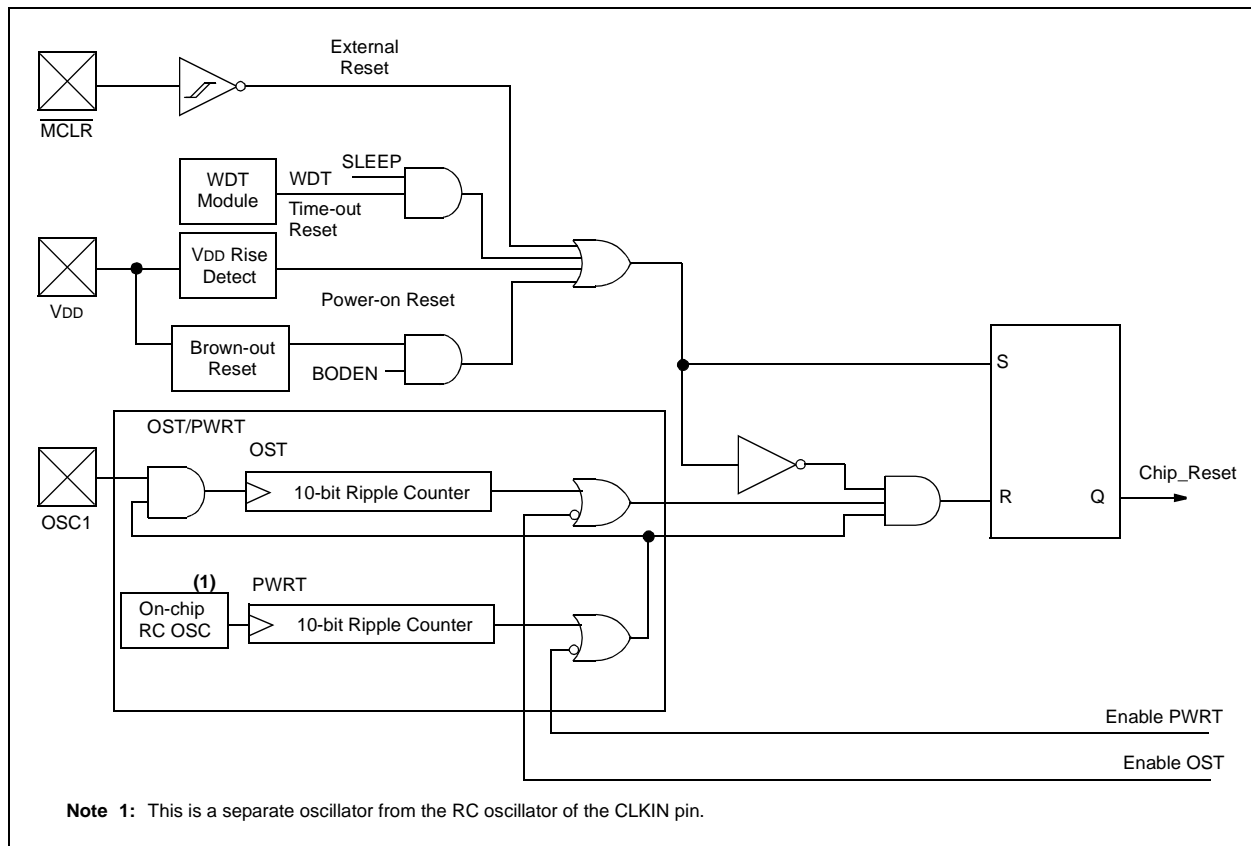 External
Reset
MCLR
SLEEP
WDT
Module
WDT
Time-out
Reset
VDD Rise
Detect
VDD
Power-on Reset
Brown-out
Reset
BODEN
S
OST/PWRT
OST
10-bit Ripple Counter
OSC1
Chip_Reset
R
Q
(1)
PWRT
On-chip
RC OSC
10-bit Ripple Counter
Enable PWRT
Enable OST
Note 1: This is a separate oscillator from the RC oscillator of the CLKIN pin.